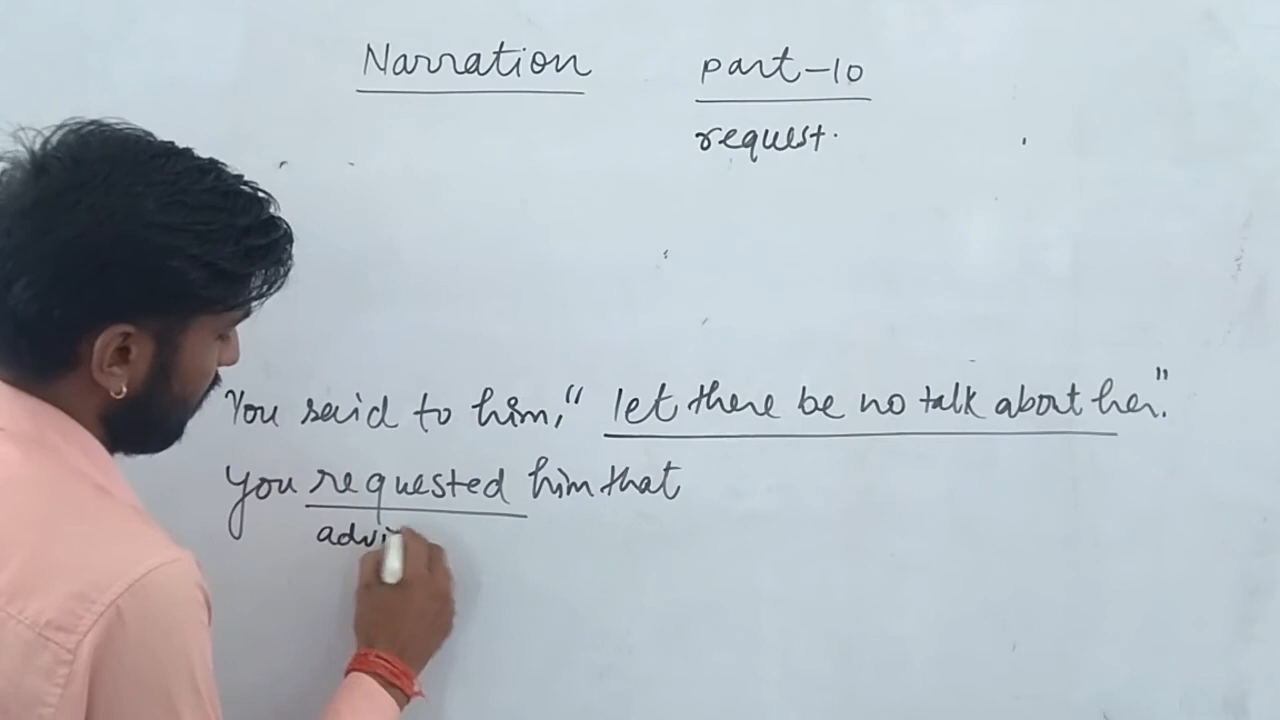 Narration part-10
request.
You said to him, "let there be no talk about her."
You requested him that
advi